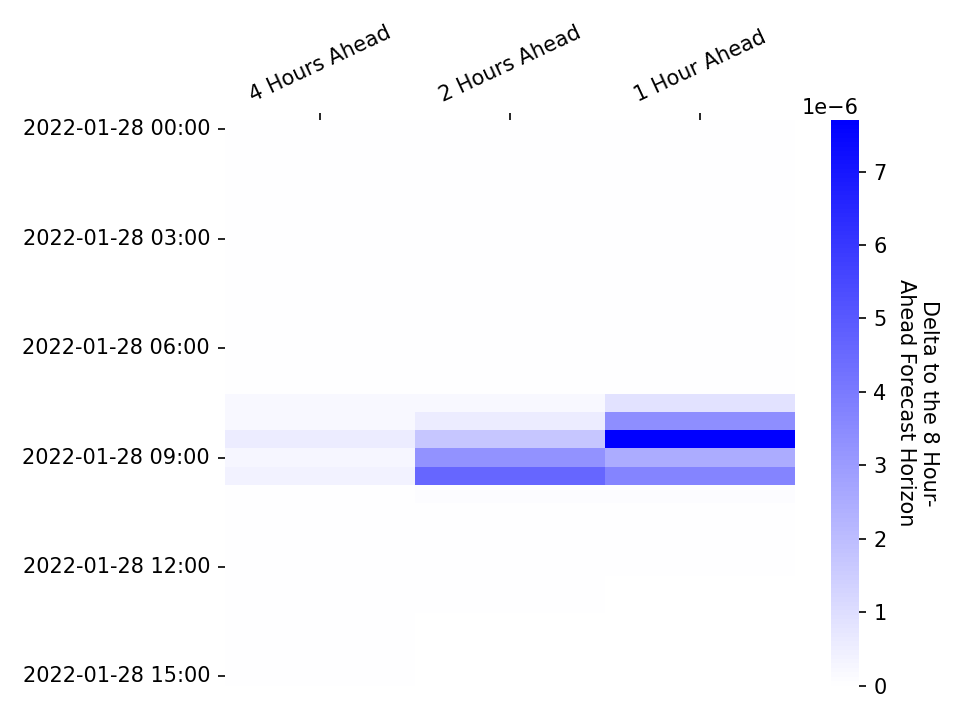 4 Hours Ahead
2 Hours Ahead
1 Hour Ahead
1e−6
2022-01-28 00:00
2022-01-28 03:00
2022-01-28 06:00
2022-01-28 09:00
2022-01-28 12:00
2022-01-28 15:00
7
6
5
4
3
2
1
0
Delta to the 8 Hour-
Ahead Forecast Horizon